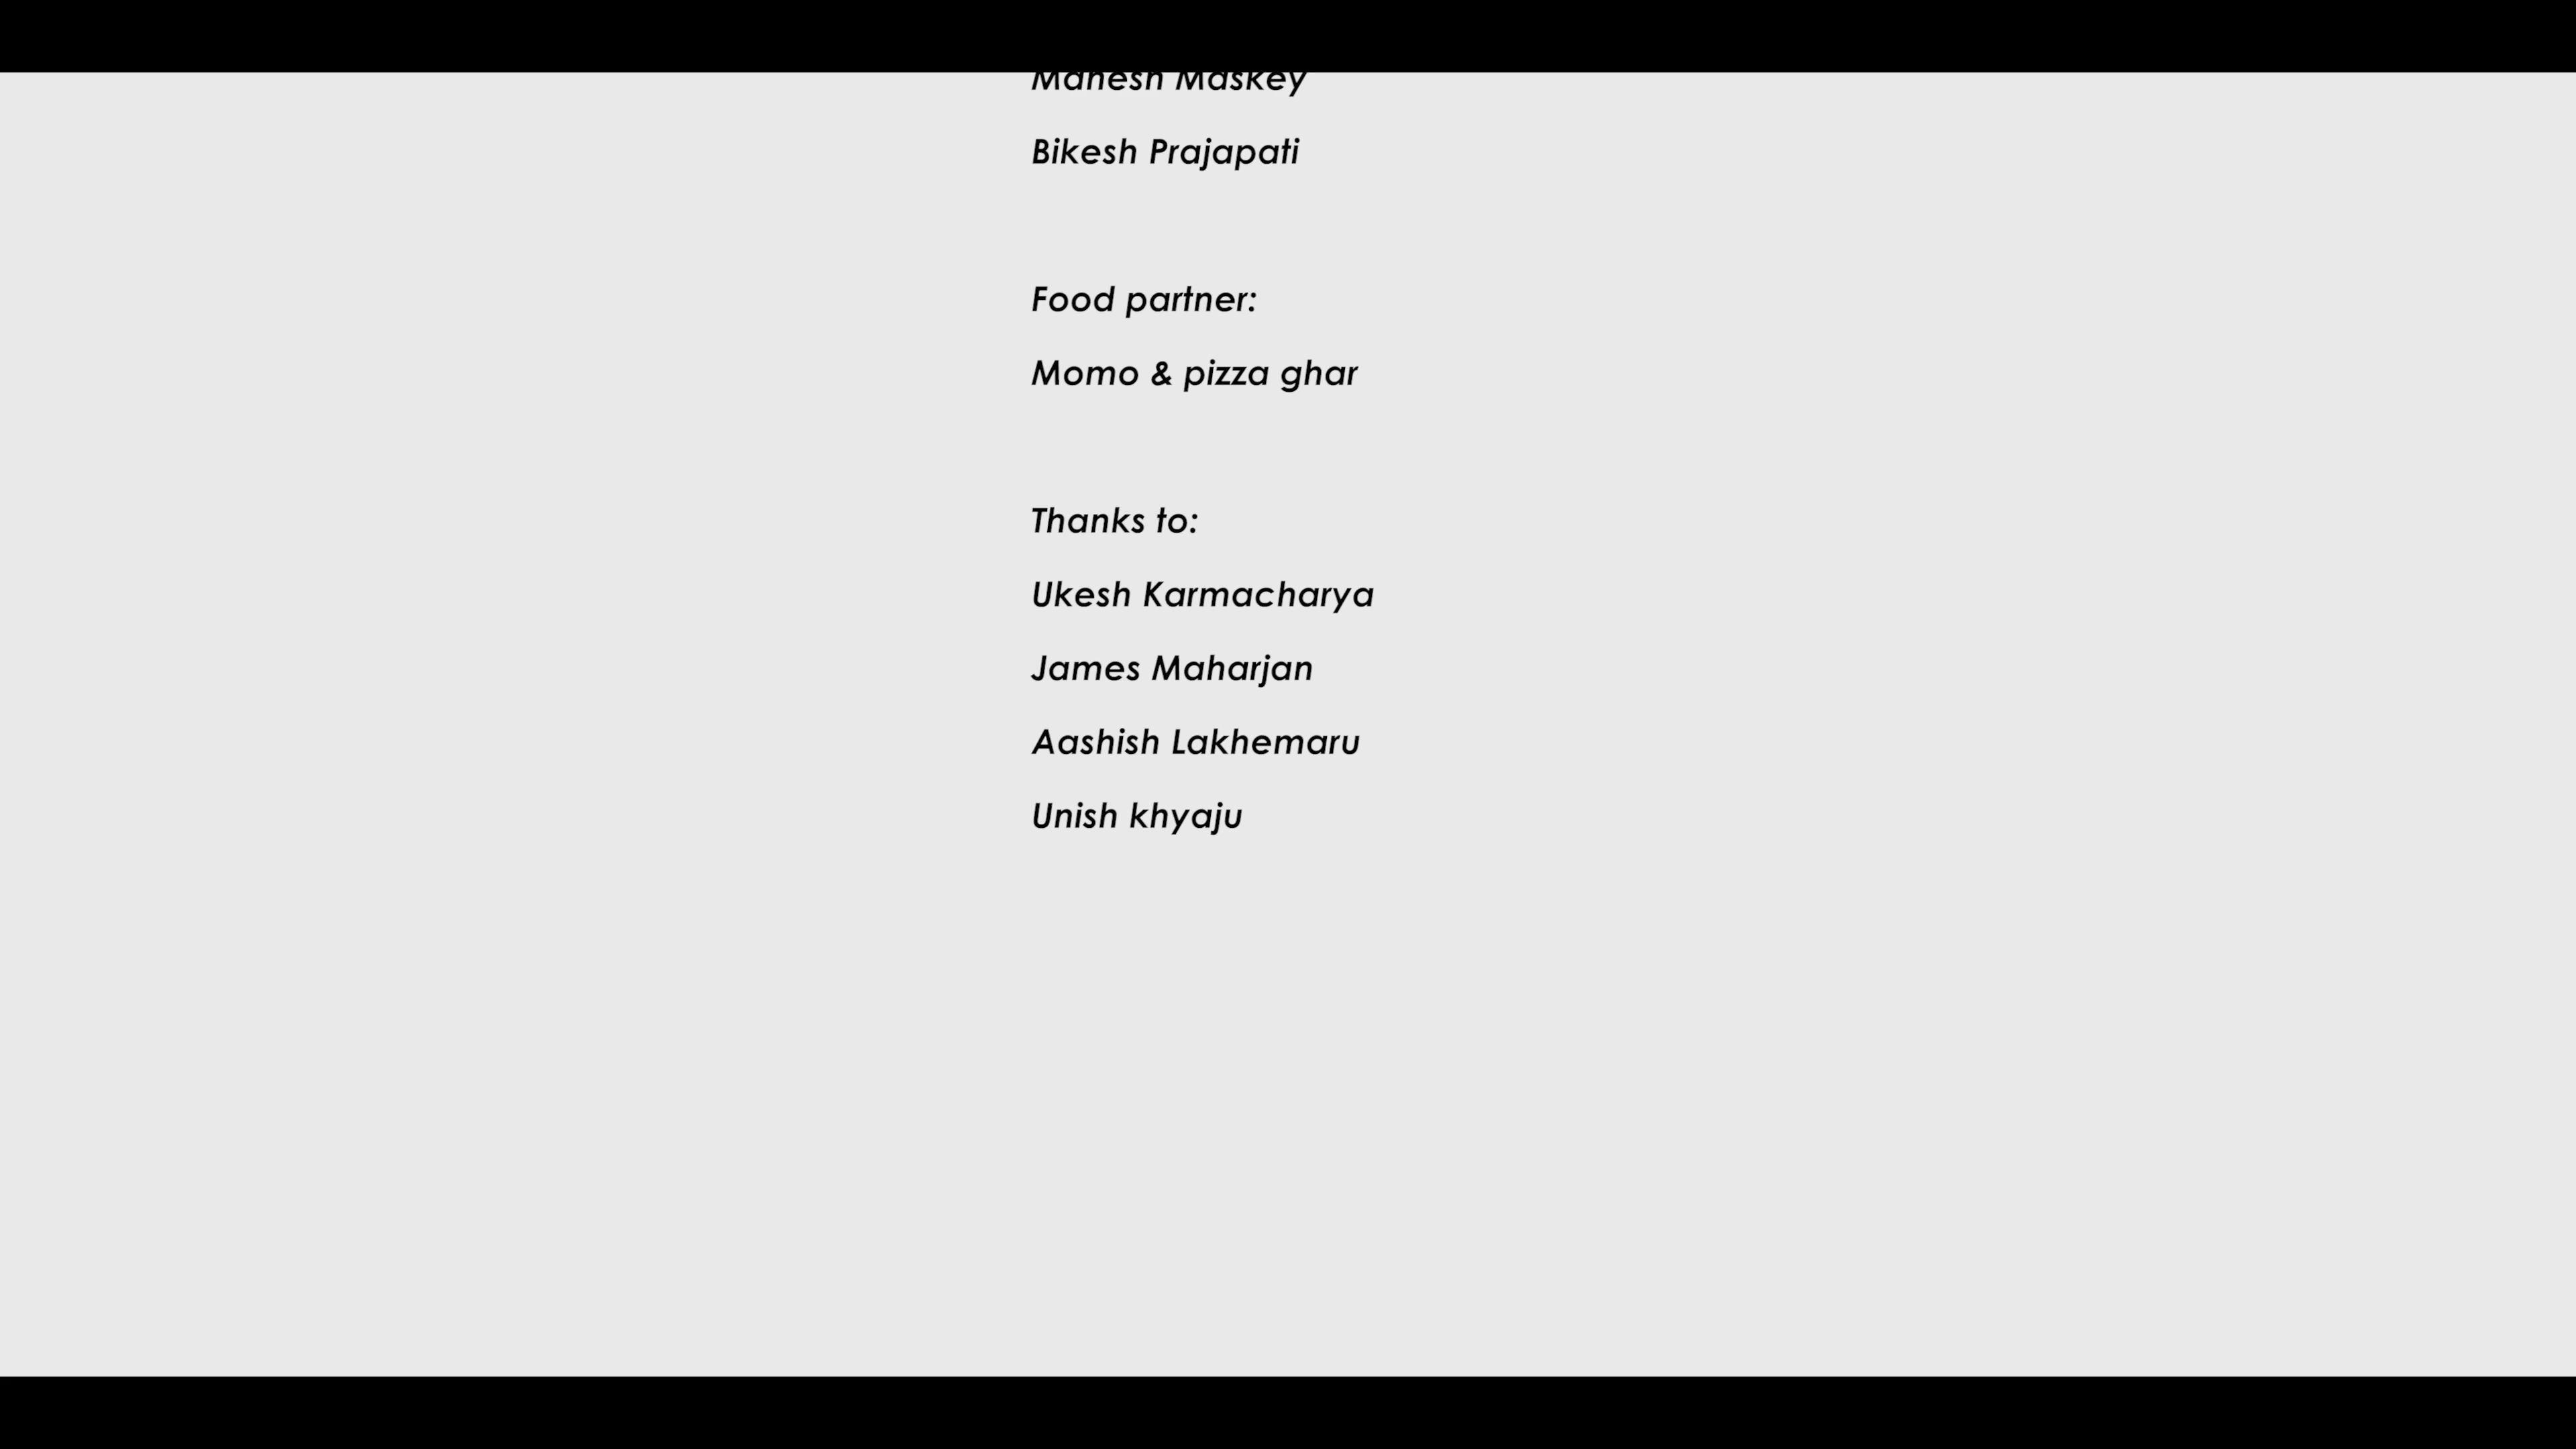 Mahesh Maskey
Bikesh Prajapati
Food partner:
Momo & pizza ghar
Thanks to:
Ukesh Karmacharya
James Maharjan
Aashish Lakhemaru
Unish khyaju